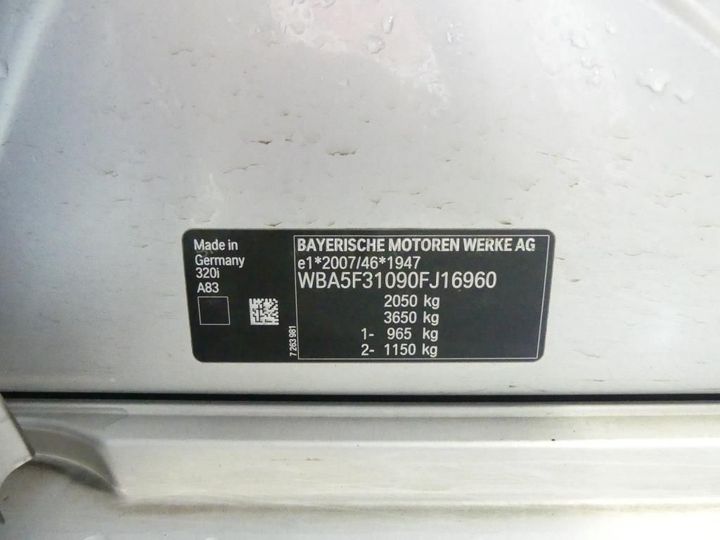 Made in
Germany
320i
A83
7 263 981
BAYERISCHE MOTOREN WERKE AG
e1*2007/46*1947
WBA5F31090FJ16960
2050 kg
3650 kg
1- 965 kg
2- 1150 kg